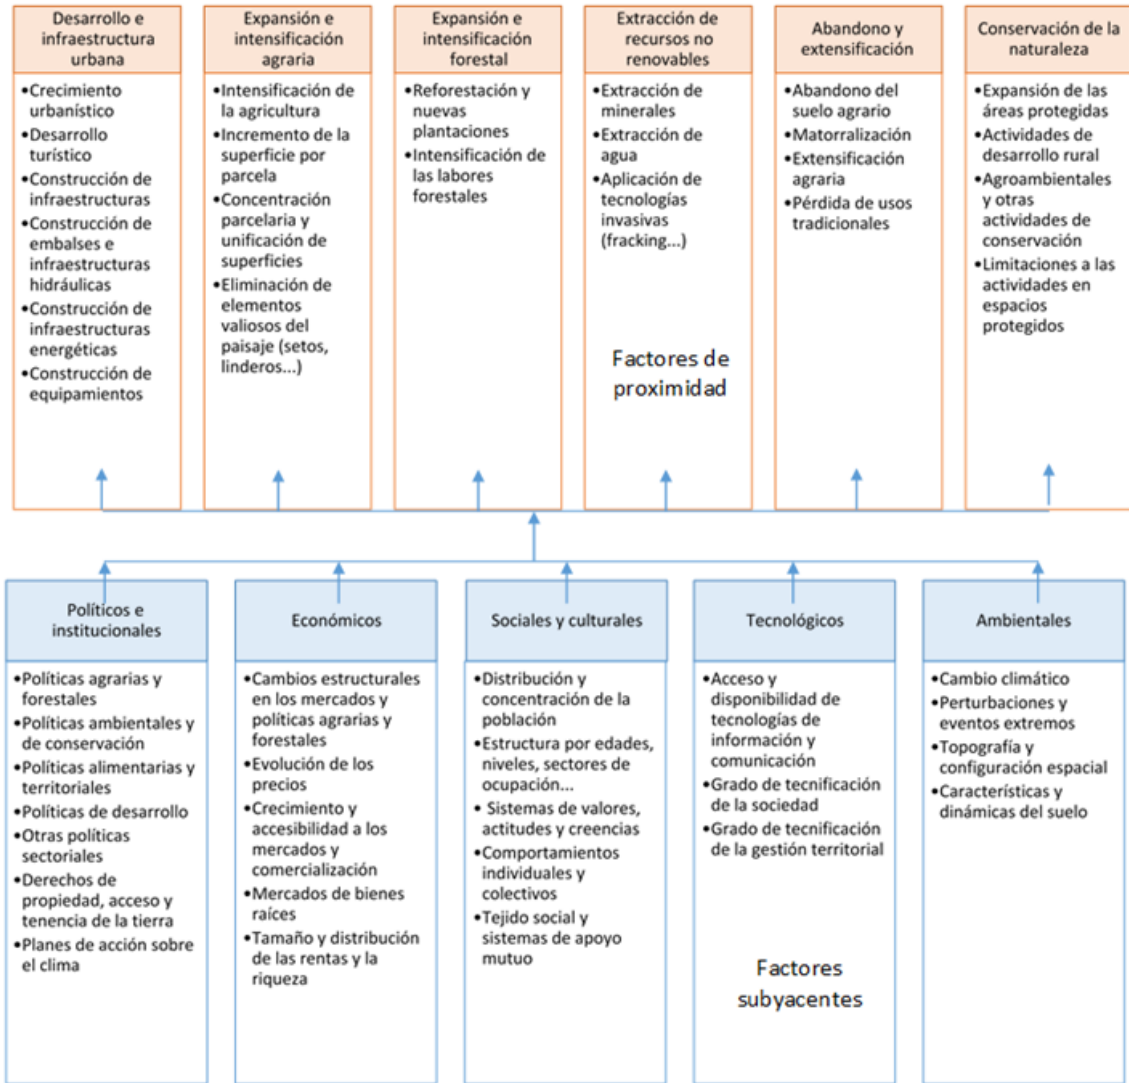 Desarrollo e
infraestructura
urbana
•Crecimiento
urbanístico
•Desarrollo
turístico
•Construcción de
infraestructuras
•Construcción de
embalses e
infraestructuras
hidráulicas
•Construcción de
infraestructuras
energéticas
•Construcción de
equipamientos
Expansión e
intensificación
agraria
•Intensificación de
la agricultura
•Incremento de la
superficie por
parcela
•Concentración
parcelaria y
unificación de
superficies
•Eliminación de
elementos
valiosos del
paisaje (setos,
linderos...)
Expansión e
intensificación
forestal
•Reforestación y
nuevas
plantaciones
•Intensificación de
las labores
forestales
Extracción de
recursos no
renovables
•Extracción de
minerales
•Extracción de
agua
•Aplicación de
tecnologías
invasivas
(fracking...)
Factores de
proximidad
Abandono y
extensificación
•Abandono del
suelo agrario
•Matorralización
•Extensificación
agraria
•Pérdida de usos
tradicionales
Conservación de la
naturaleza
•Expansión de las
áreas protegidas
•Actividades de
desarrollo rural
•Agroambientales
y otras
actividades de
conservación
•Limitaciones a las
actividades en
espacios
protegidos
Políticos e
institucionales
•Políticas agrarias y
forestales
•Políticas ambientales y
de conservación
•Políticas alimentarias y
territoriales
•Políticas de desarrollo
•Otras políticas
sectoriales
•Derechos de
propiedad, acceso y
tenencia de la tierra
•Planes de acción sobre
el clima
Económicos
•Cambios estructurales
en los mercados y
políticas agrarias y
forestales
•Evolución de los
precios
•Crecimiento y
accesibilidad a los
mercados y
comercialización
•Mercados de bienes
raíces
•Tamaño y distribución
de las rentas y la
riqueza
Sociales y culturales
•Distribución y
concentración de la
población
•Estructura por edades,
niveles, sectores de
ocupación...
• Sistemas de valores,
actitudes y creencias
•Comportamientos
individuales y
colectivos
•Tejido social y
sistemas de apoyo
mutuo
Tecnológicos
•Acceso y
disponibilidad de
tecnologías de
información y
comunicación
•Grado de tecnificación
de la sociedad
•Grado de tecnificación
de la gestión territorial
Factores
subyacentes
Ambientales
•Cambio climático
•Perturbaciones y
eventos extremos
•Topografía y
configuración espacial
•Características y
dinámicas del suelo